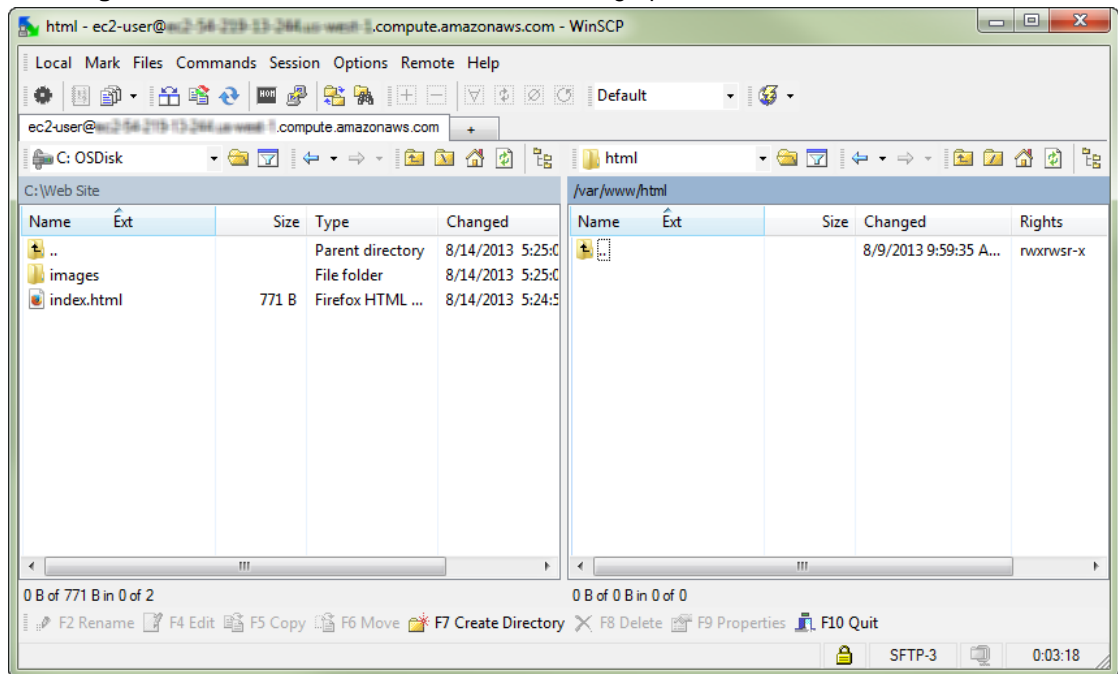 html - ec2-user@ .compute.amazonaws.com - WinSCP
Local Mark Files Commands Session Options Remote Help
Default
ec2-user@ .compute.amazonaws.com +
C: OSDisk html
C:\Web Site /var/www/html
Name Ext Size Type Changed Name Ext Size Changed Rights
.. Parent directory 8/14/2013 5:25:0 .. 8/9/2013 9:59:35 A... rwxrwsr-x
images File folder 8/14/2013 5:25:0
index.html 771 B Firefox HTML ... 8/14/2013 5:24:5
0 B of 771 B in 0 of 2 0 B of 0 B in 0 of 0
F2 Rename F4 Edit F5 Copy F6 Move F7 Create Directory F8 Delete F9 Properties F10 Quit
SFTP-3 0:03:18